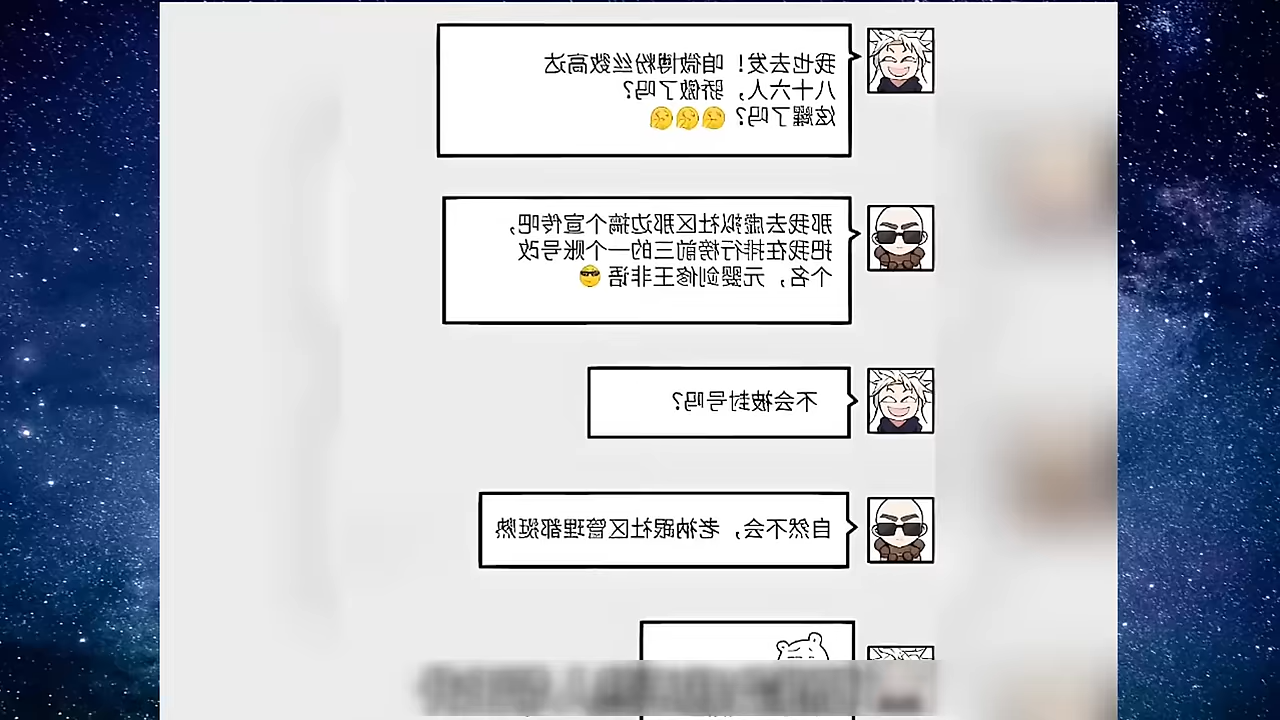 我也去发！咱微博粉丝数高达
八十六人，骄傲了吗？
炫耀了吗？🤔🤔🤔
那我去虚拟社区那边搞个宣传吧，
把我在排行榜前三的一个账号改
个名，元婴剑修王非语 😎
不会被封号吗？
自然不会，老衲跟社区管理都挺熟